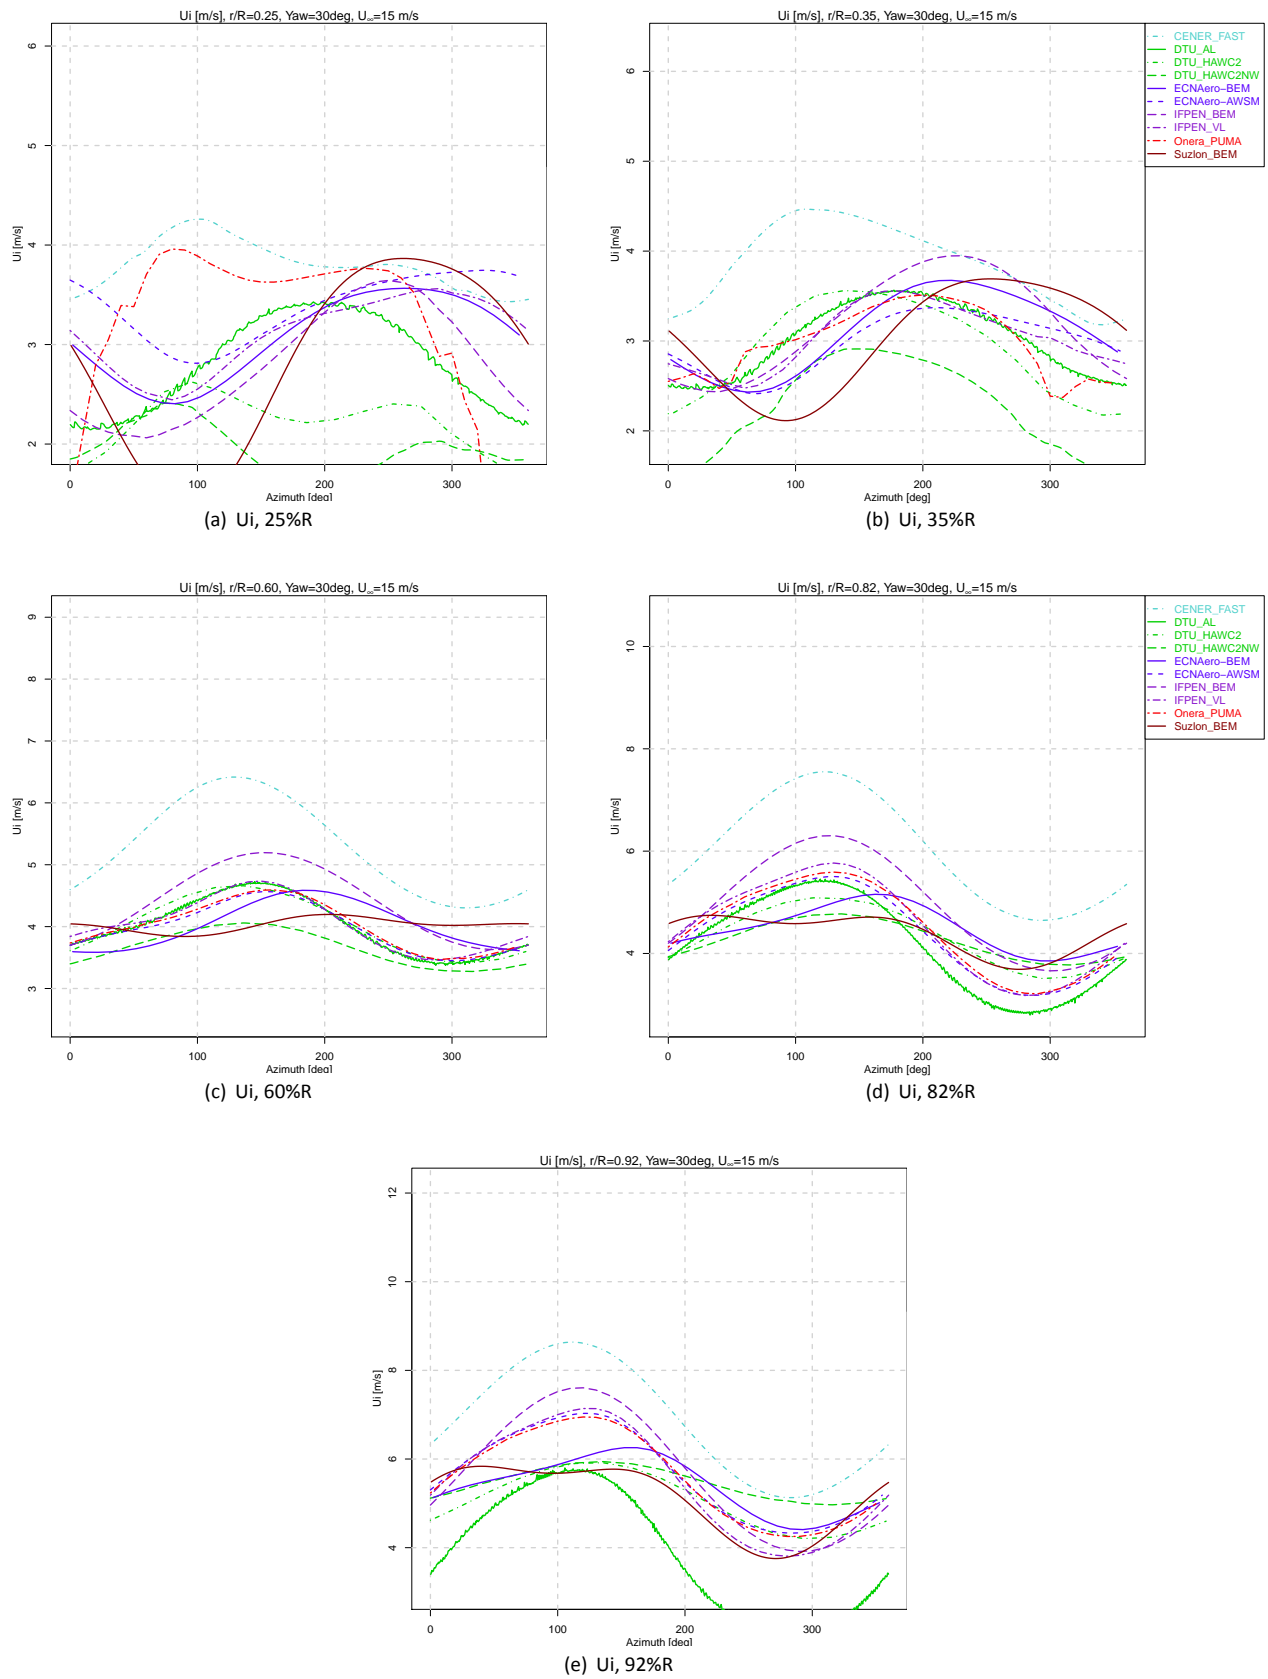 Ui [m/s], r/R=0.25, Yaw=30deg, U∞=15 m/s
6
5
4
3
2
Ui [m/s]
0 100 200 300
Azimuth [deg]
(a) Ui, 25%R
Ui [m/s], r/R=0.35, Yaw=30deg, U∞=15 m/s
6
5
4
3
2
Ui [m/s]
0 100 200 300
Azimuth [deg]
(b) Ui, 35%R
CENER_FAST
DTU_AL
DTU_HAWC2
DTU_HAWC2NW
ECNAero−BEM
ECNAero−AWSM
IFPEN_BEM
IFPEN_VL
Onera_PUMA
Suzlon_BEM
Ui [m/s], r/R=0.60, Yaw=30deg, U∞=15 m/s
9
8
7
6
5
4
3
Ui [m/s]
0 100 200 300
Azimuth [deg]
(c) Ui, 60%R
Ui [m/s], r/R=0.82, Yaw=30deg, U∞=15 m/s
10
8
6
4
Ui [m/s]
0 100 200 300
Azimuth [deg]
(d) Ui, 82%R
CENER_FAST
DTU_AL
DTU_HAWC2
DTU_HAWC2NW
ECNAero−BEM
ECNAero−AWSM
IFPEN_BEM
IFPEN_VL
Onera_PUMA
Suzlon_BEM
Ui [m/s], r/R=0.92, Yaw=30deg, U∞=15 m/s
12
10
8
6
4
Ui [m/s]
0 100 200 300
Azimuth [deg]
(e) Ui, 92%R